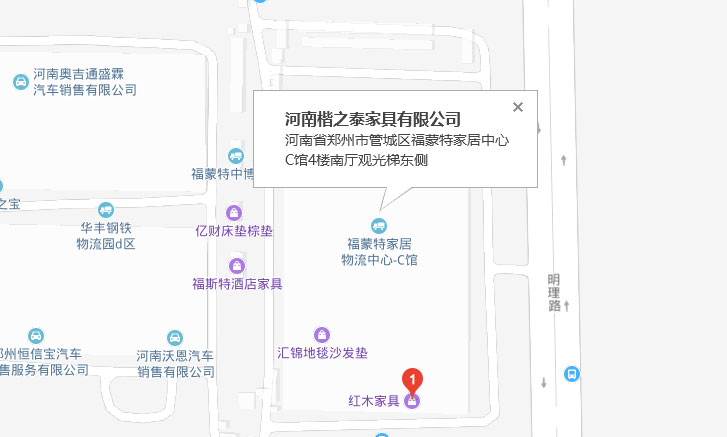 河南奥吉通盛霖
汽车销售有限公司
河南楷之泰家具有限公司
河南省郑州市管城区福蒙特家居中心
C馆4楼南厅观光梯东侧
福蒙特中博
之宝
华丰钢铁
物流园d区
亿财床垫棕垫
福蒙特家居
物流中心-C馆
福斯特酒店家具
明理路
州恒信宝汽车
售服务有限公司
河南沃恩汽车
销售有限公司
汇锦地毯沙发垫
1
红木家具